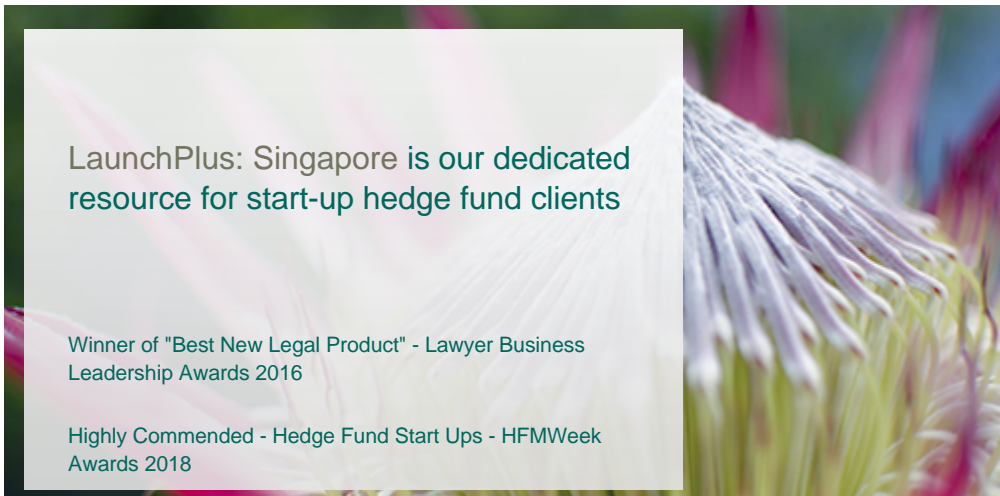 LaunchPlus: Singapore is our dedicated
resource for start-up hedge fund clients
Winner of "Best New Legal Product" - Lawyer Business
Leadership Awards 2016
Highly Commended - Hedge Fund Start Ups - HFMWeek
Awards 2018